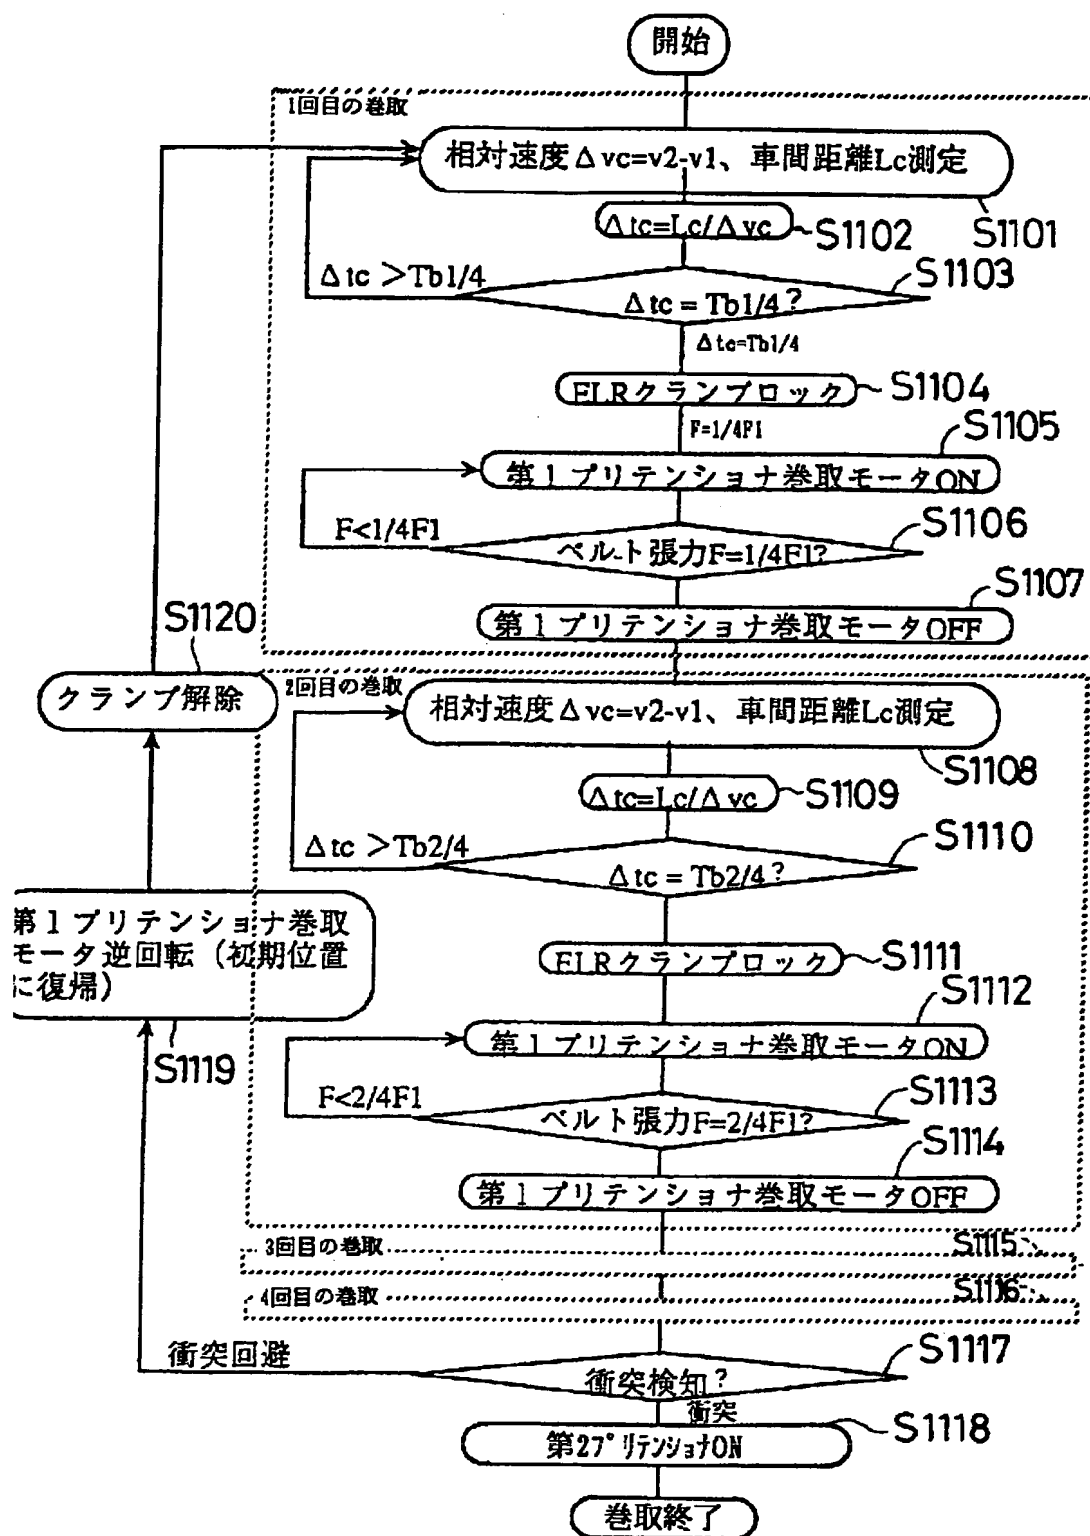 開始
1回目の巻取
相対速度Δvc=v2-v1、車間距離Lc測定
S1101
Δtc=Lc/Δvc
S1102
Δtc >Tb1/4
S1103
Δtc = Tb1/4?
Δtc=Tb1/4
ELRクランプロック
S1104
F=1/4F1
S1105
第1プリテンショナ巻取モータON
F<1/4F1
S1106
ベルト張力F=1/4F1?
S1107
第1プリテンショナ巻取モータOFF
S1120
クランプ解除
2回目の巻取
相対速度Δvc=v2-v1、車間距離Lc測定
S1108
Δtc=Lc/Δvc
S1109
Δtc >Tb2/4
S1110
Δtc = Tb2/4?
第1プリテンショナ巻取
モータ逆回転(初期位置
に復帰)
S1119
ELRクランプロック
S1111
S1112
第1プリテンショナ巻取モータON
F<2/4F1
S1113
ベルト張力F=2/4F1?
S1114
第1プリテンショナ巻取モータOFF
3回目の巻取
S1115
4回目の巻取
S1116
衝突回避
S1117
衝突検知?
衝突
S1118
第2プリテンショナON
巻取終了